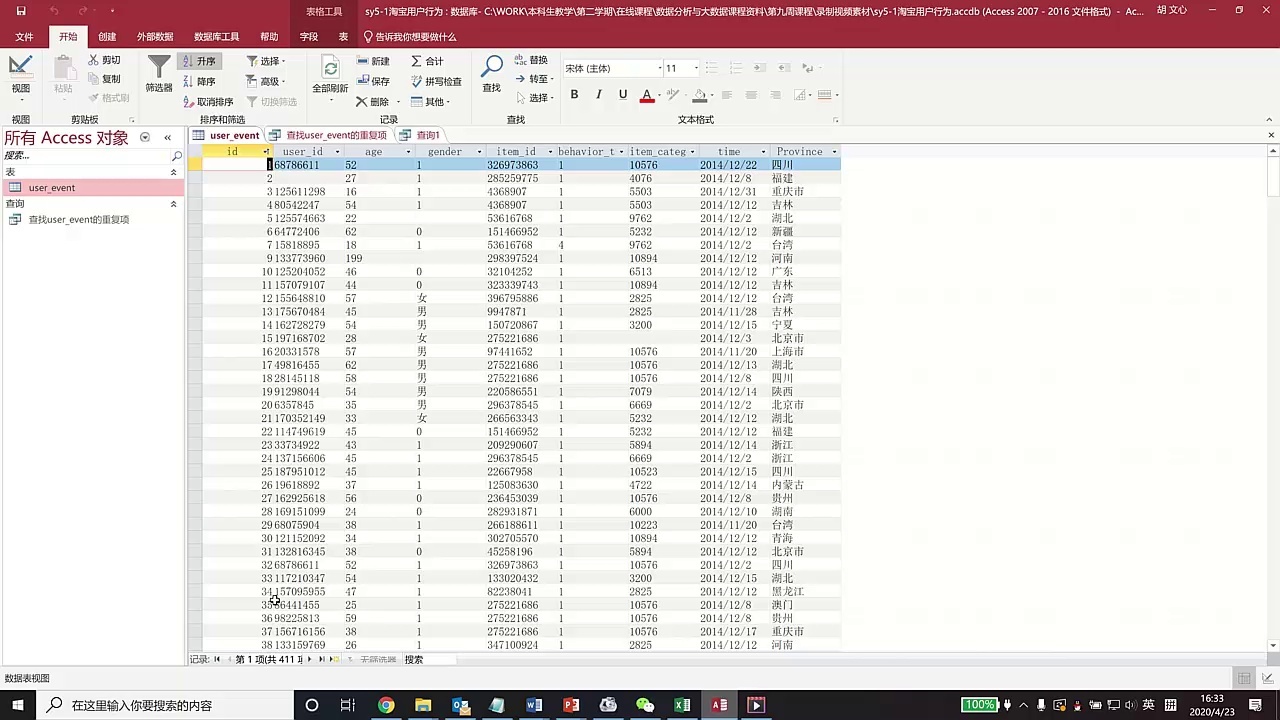 表格工具
sy5-1淘宝用户行为 : 数据库- C:\WORK\本科生教学\第二学期\在线课程\数据分析与大数据课程资料\第九周课程\录制视频素材\sy5-1淘宝用户行为.accdb (Access 2007 - 2016 文件格式) - Ac...
胡 文心
文件 开始 创建 外部数据 数据库工具 帮助 字段 表 告诉我你想要做什么
视图 粘贴 剪切 复制 格式刷 筛选器 升序 降序 取消排序 选择 高级 切换筛选 全部刷新 新建 保存 删除 合计 拼写检查 其他 查找 替换 转至 选择 宋体 (主体) 11 B I U A
视图 剪贴板 排序和筛选 记录 查找 文本格式
所有 Access 对象
搜索...
表
user_event
查询
查找user_event的重复项
user_event 查找user_event的重复项 查询1
id user_id age gender item_id behavior_t item_categ time Province
1 68786611 52 1 326973863 1 10576 2014/12/22 四川
2 27 1 285259775 1 4076 2014/12/8 福建
3 125611298 16 1 4368907 1 5503 2014/12/31 重庆市
4 80542247 54 1 4368907 1 5503 2014/12/12 吉林
5 125574663 22 53616768 1 9762 2014/12/2 湖北
6 64772406 62 0 151466952 1 5232 2014/12/12 新疆
7 15818895 18 1 53616768 4 9762 2014/12/2 台湾
9 133773960 199 298397524 1 10894 2014/12/12 河南
10 125204052 46 0 32104252 1 6513 2014/12/12 广东
11 157079107 44 0 323339743 1 10894 2014/12/12 吉林
12 155648810 57 女 396795886 1 2825 2014/12/12 台湾
13 175670484 45 男 9947871 1 2825 2014/11/28 吉林
14 162728279 54 男 150720867 1 3200 2014/12/15 宁夏
15 197168702 28 女 275221686 1 2014/12/3 北京市
16 20331578 57 男 97441652 1 10576 2014/11/20 上海市
17 49816455 62 男 275221686 1 10576 2014/12/13 湖北
18 28145118 58 男 275221686 1 10576 2014/12/8 四川
19 91298044 54 男 220586551 1 7079 2014/12/14 陕西
20 6357845 35 男 296378545 1 6669 2014/12/2 北京市
21 170352149 33 女 266563343 1 5232 2014/12/12 湖北
22 114749619 45 0 151466952 1 5232 2014/12/12 福建
23 33734922 43 1 209290607 1 5894 2014/12/14 浙江
24 137156606 45 1 296378545 1 6669 2014/12/2 浙江
25 187951012 45 1 22667958 1 10523 2014/12/15 四川
26 19618892 37 1 125083630 1 4722 2014/12/14 内蒙古
27 162925618 56 0 236453039 1 10576 2014/12/8 贵州
28 169151099 24 0 282931871 1 6000 2014/12/10 湖南
29 68075904 38 1 266188611 1 10223 2014/11/20 台湾
30 121152092 34 1 302705570 1 10894 2014/12/12 青海
31 132816345 38 0 45258196 1 5894 2014/12/12 北京市
32 68786611 52 1 326973863 1 10576 2014/12/2 四川
33 117210347 54 1 133020432 1 3200 2014/12/15 湖北
34 157095955 47 1 82238041 1 2825 2014/12/12 黑龙江
35 6441455 25 1 275221686 1 10576 2014/12/8 澳门
36 98225813 59 1 275221686 1 10576 2014/12/8 贵州
37 156716156 38 1 275221686 1 10576 2014/12/17 重庆市
38 133159769 26 1 347100924 1 2825 2014/12/12 河南
记录: 第 1 项(共 411 项 无筛选器 搜索
数据表视图
在这里输入你要搜索的内容
100% 英 拼 16:33
2020/4/23